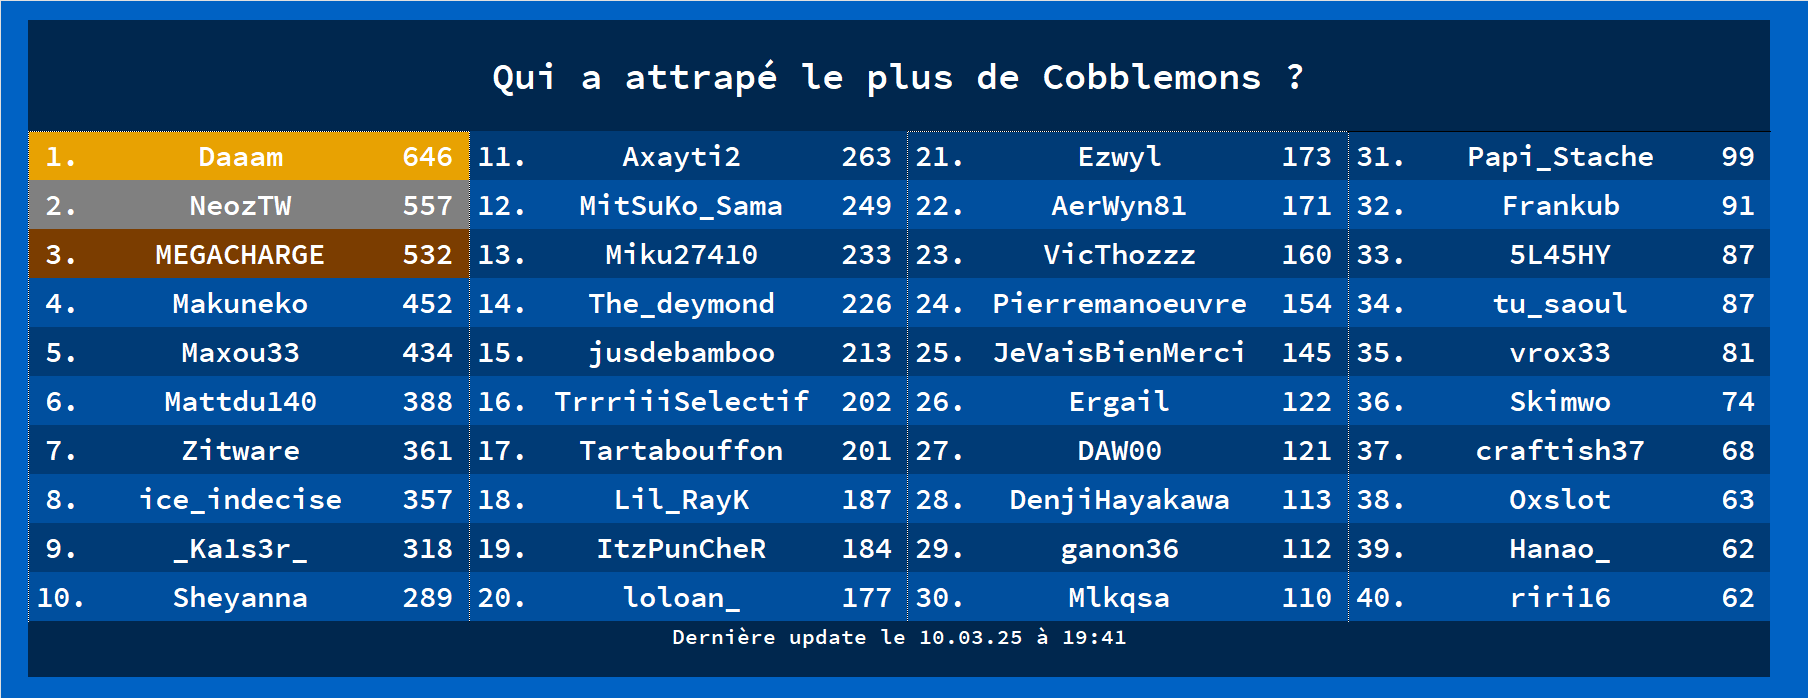 Qui a attrapé le plus de Cobblemons ?
1. Daaam 646 11. Axayti2 263 21. Ezwyl 173 31. Papi_Stache 99
2. NeozTW 557 12. MitSuKo_Sama 249 22. AerWyn81 171 32. Frankub 91
3. MEGACHARGE 532 13. Miku27410 233 23. VicThozzz 160 33. 5L45HY 87
4. Makuneko 452 14. The_deymond 226 24. Pierremanoeuvre 154 34. tu_saoul 87
5. Maxou33 434 15. jusdebamboo 213 25. JeVaisBienMerci 145 35. vrox33 81
6. Mattdu140 388 16. TrrriiiSelectif 202 26. Ergail 122 36. Skimwo 74
7. Zitware 361 17. Tartabouffon 201 27. DAW00 121 37. craftish37 68
8. ice_indecise 357 18. Lil_RayK 187 28. DenjiHayakawa 113 38. Oxslot 63
9. _Ka1s3r_ 318 19. ItzPunCheR 184 29. ganon36 112 39. Hanao_ 62
10. Sheyanna 289 20. loloan_ 177 30. Mlkqsa 110 40. riri16 62
Dernière update le 10.03.25 à 19:41